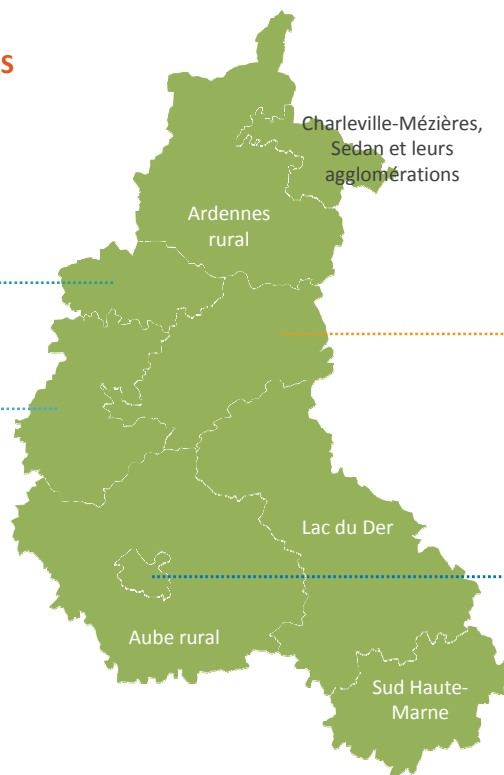 S
Charleville-Mézières,
Sedan et leurs
agglomérations
Ardennes
rural
Lac du Der
Aube rural
Sud Haute-
Marne